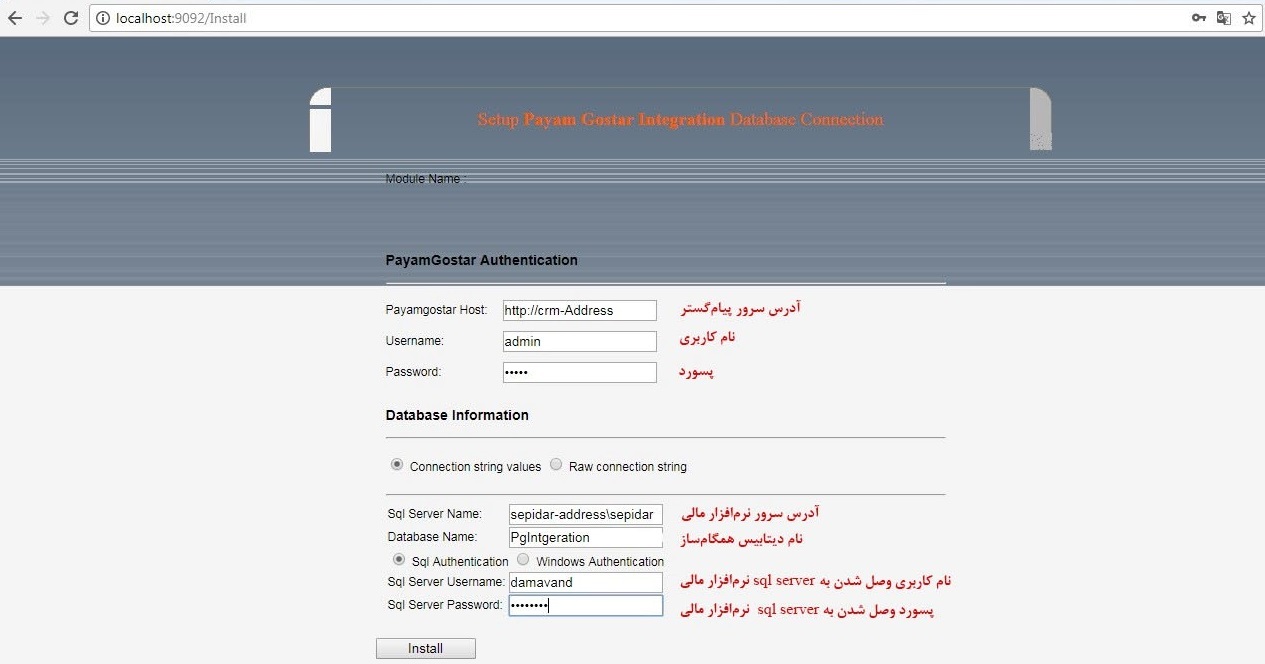 localhost:9092/Install
Setup Payam Gostar Integration Database Connection
Module Name :
PayamGostar Authentication
Payamgostar Host: http://crm-Address آدرس سرور پیام‌گستر
Username: admin نام کاربری
Password: ••••• پسورد
Database Information
Connection string values Raw connection string
Sql Server Name: sepidar-address\sepidar آدرس سرور نرم‌افزار مالی
Database Name: PgIntgeration نام دیتابیس همگام‌ساز
Sql Authentication Windows Authentication
Sql Server Username: damavand نام کاربری وصل شدن به sql server نرم‌افزار مالی
Sql Server Password: •••••••• پسورد وصل شدن به sql server نرم‌افزار مالی
Install